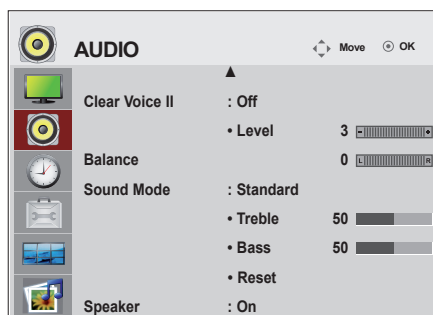 AUDIO Move OK
Clear Voice II : Off
• Level 3 - +
Balance 0 L R
Sound Mode : Standard
• Treble 50
• Bass 50
• Reset
Speaker : On